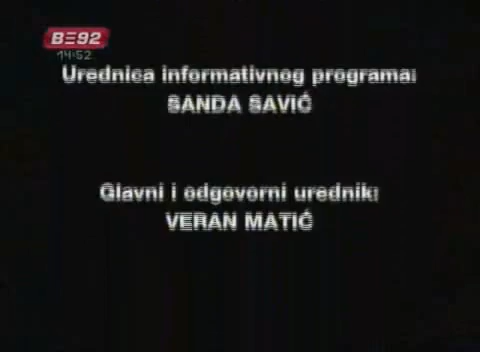 B92
14:52
Urednica informativnog programa:
SANDA SAVIĆ
Glavni i odgovorni urednik:
VERAN MATIĆ